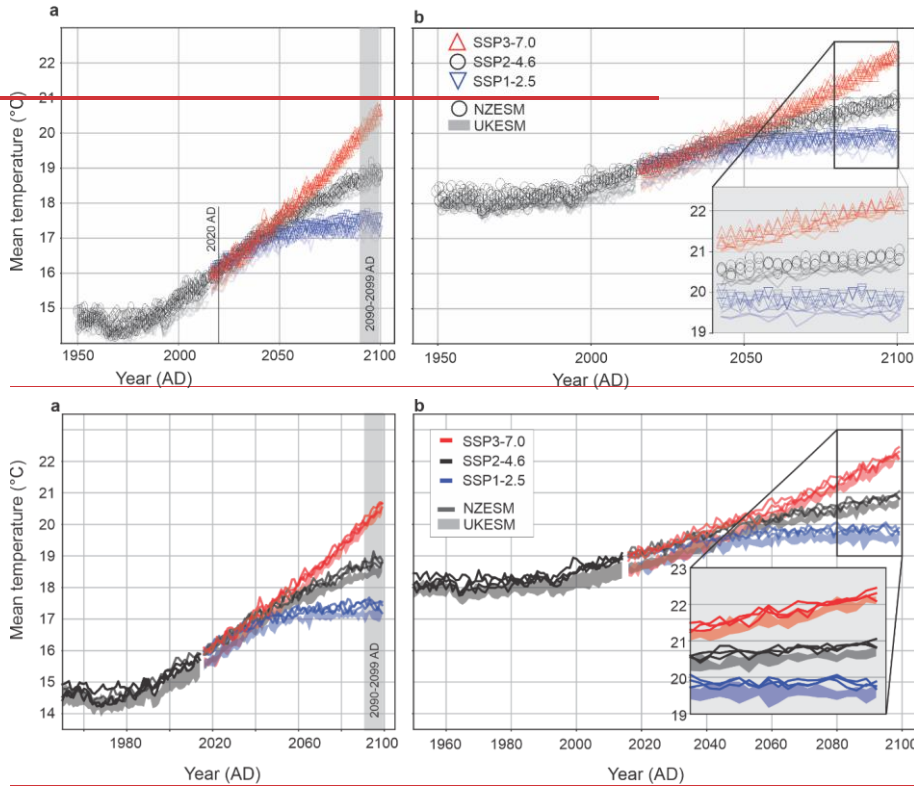 a
b
Mean temperature (°C)
22
21
20
19
18
17
16
15
2020 AD
2090-2099 AD
1950
2000
2050
2100
Year (AD)
SSP3-7.0
SSP2-4.6
SSP1-2.5
NZESM
UKESM
22
21
20
19
1950
2000
2050
2100
Year (AD)
a
b
Mean temperature (°C)
22
21
20
19
18
17
16
15
14
2090-2099 AD
1980
2020
2060
2100
Year (AD)
SSP3-7.0
SSP2-4.6
SSP1-2.5
NZESM
UKESM
23
22
21
20
19
1950
1960
1980
2000
2020
2040
2060
2080
2100
Year (AD)